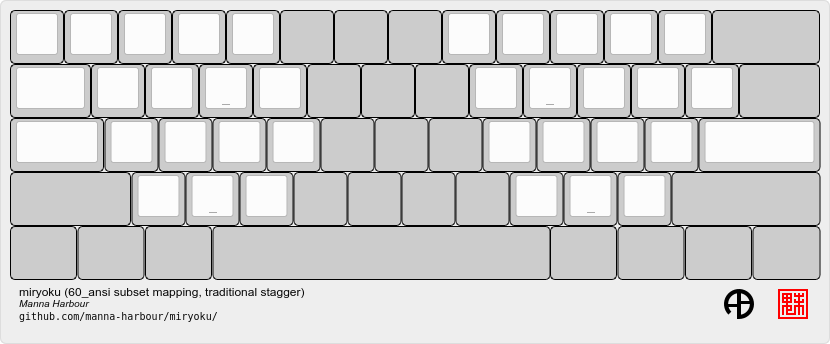 miryoku (60_ansi subset mapping, traditional stagger)
Manna Harbour
github.com/manna-harbour/miryoku/